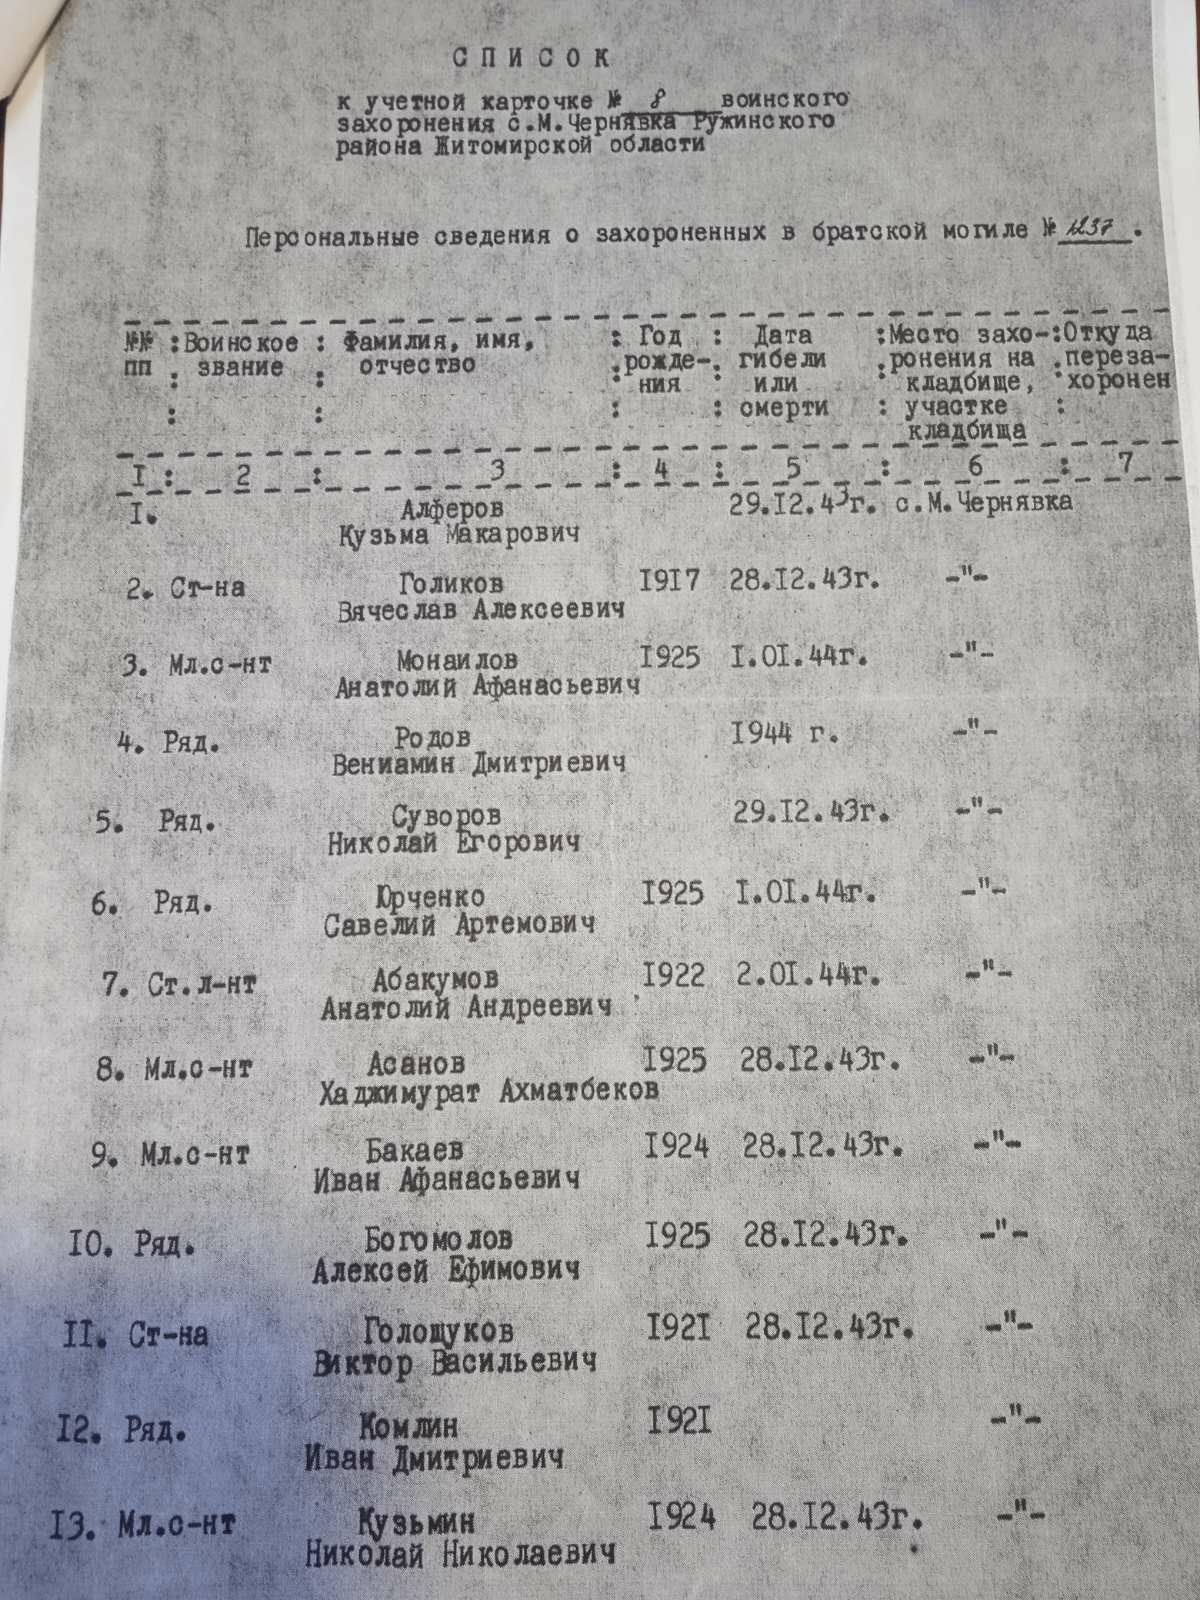 СПИСОК
к учетной карточке № 8 воинского
захоронения с.М.Чернявка Ружинского
района Житомирской области
Персональные сведения о захороненных в братской могиле № 1237.
№№ : Воинское : Фамилия, имя, : Год : Дата : Место захо- : Откуда
пп : звание : отчество : рожде- : гибели : ронения на : переза-
ния : или : кладбище, : хоронен
: : : : смерти : участке :
кладбища
I : 2 : 3 : 4 : 5 : 6 : 7
I. Алферов 29.I2.43г. с.М.Чернявка
Кузьма Макарович
2. Ст-на Голиков I9I7 28.I2.43г. -"-
Вячеслав Алексеевич
3. Мл.с-нт Монаилов I925 I.OI.44г. -"-
Анатолий Афанасьевич
4. Ряд. Родов I944 г. -"-
Вениамин Дмитриевич
5. Ряд. Суворов 29.I2.43г. -"-
Николай Егорович
6. Ряд. Юрченко I925 I.OI.44г. -"-
Савелий Артемович
7. Ст.л-нт Абакумов I922 2.OI.44г. -"-
Анатолий Андреевич
8. Мл.с-нт Асанов I925 28.I2.43г. -"-
Хаджимурат Ахматбеков
9. Мл.с-нт Бакаев I924 28.I2.43г. -"-
Иван Афанасьевич
IO. Ряд. Богомолов I925 28.I2.43г. -"-
Алексей Ефимович
II. Ст-на Голощуков I92I 28.I2.43г. -"-
Виктор Васильевич
I2. Ряд. Комлин I92I -"-
Иван Дмитриевич
I3. Мл.с-нт Кузьмин I924 28.I2.43г. -"-
Николай Николаевич